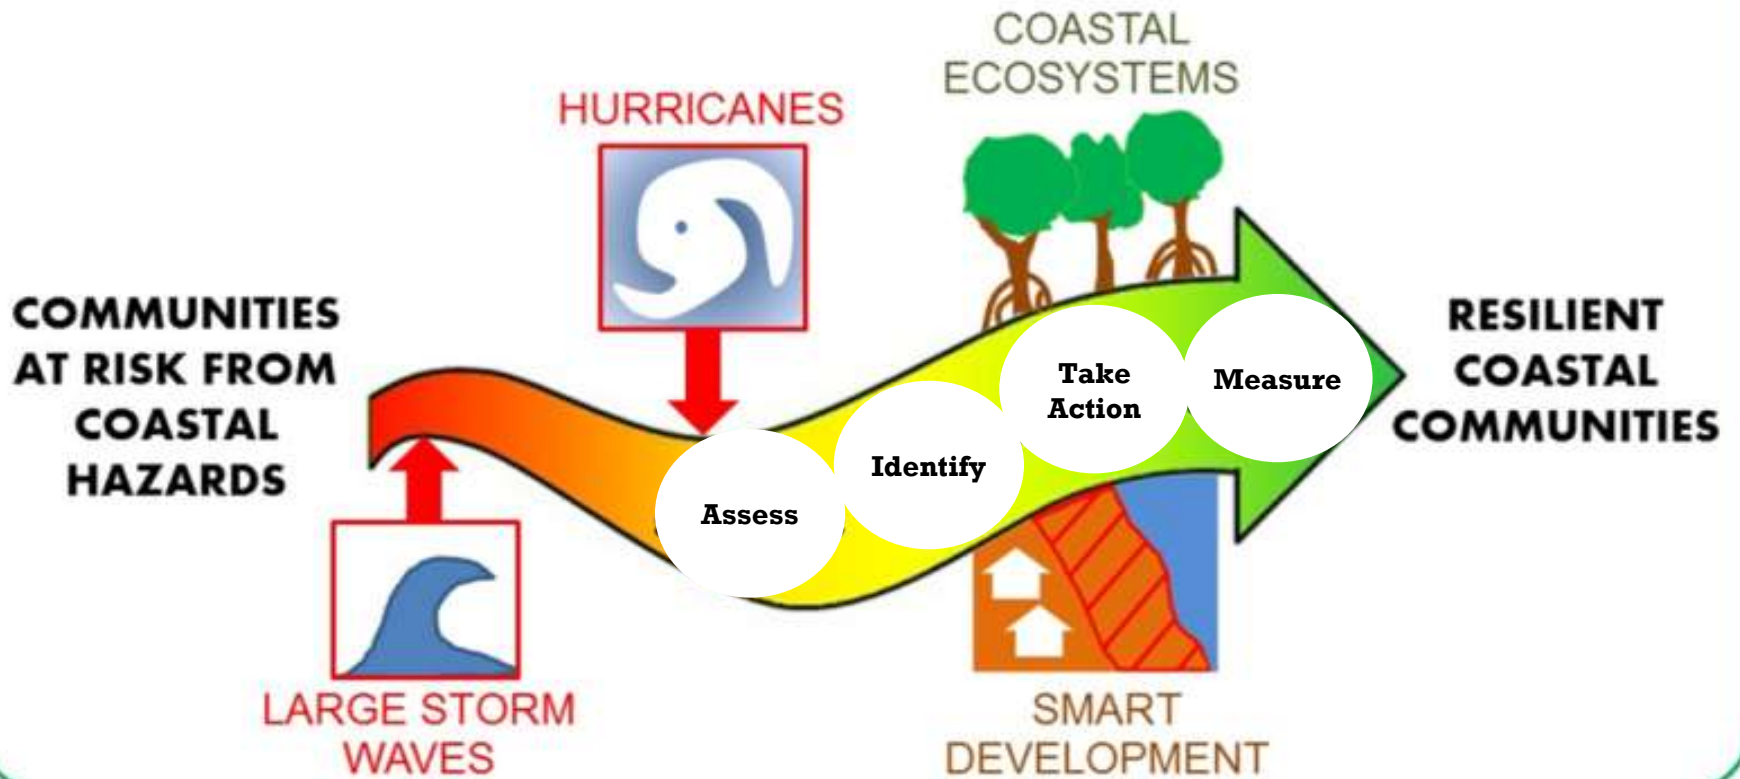 COMMUNITIES
AT RISK FROM
COASTAL
HAZARDS
LARGE STORM
WAVES
HURRICANES
Assess
Identify
Take
Action
Measure
COASTAL
ECOSYSTEMS
SMART
DEVELOPMENT
RESILIENT
COASTAL
COMMUNITIES